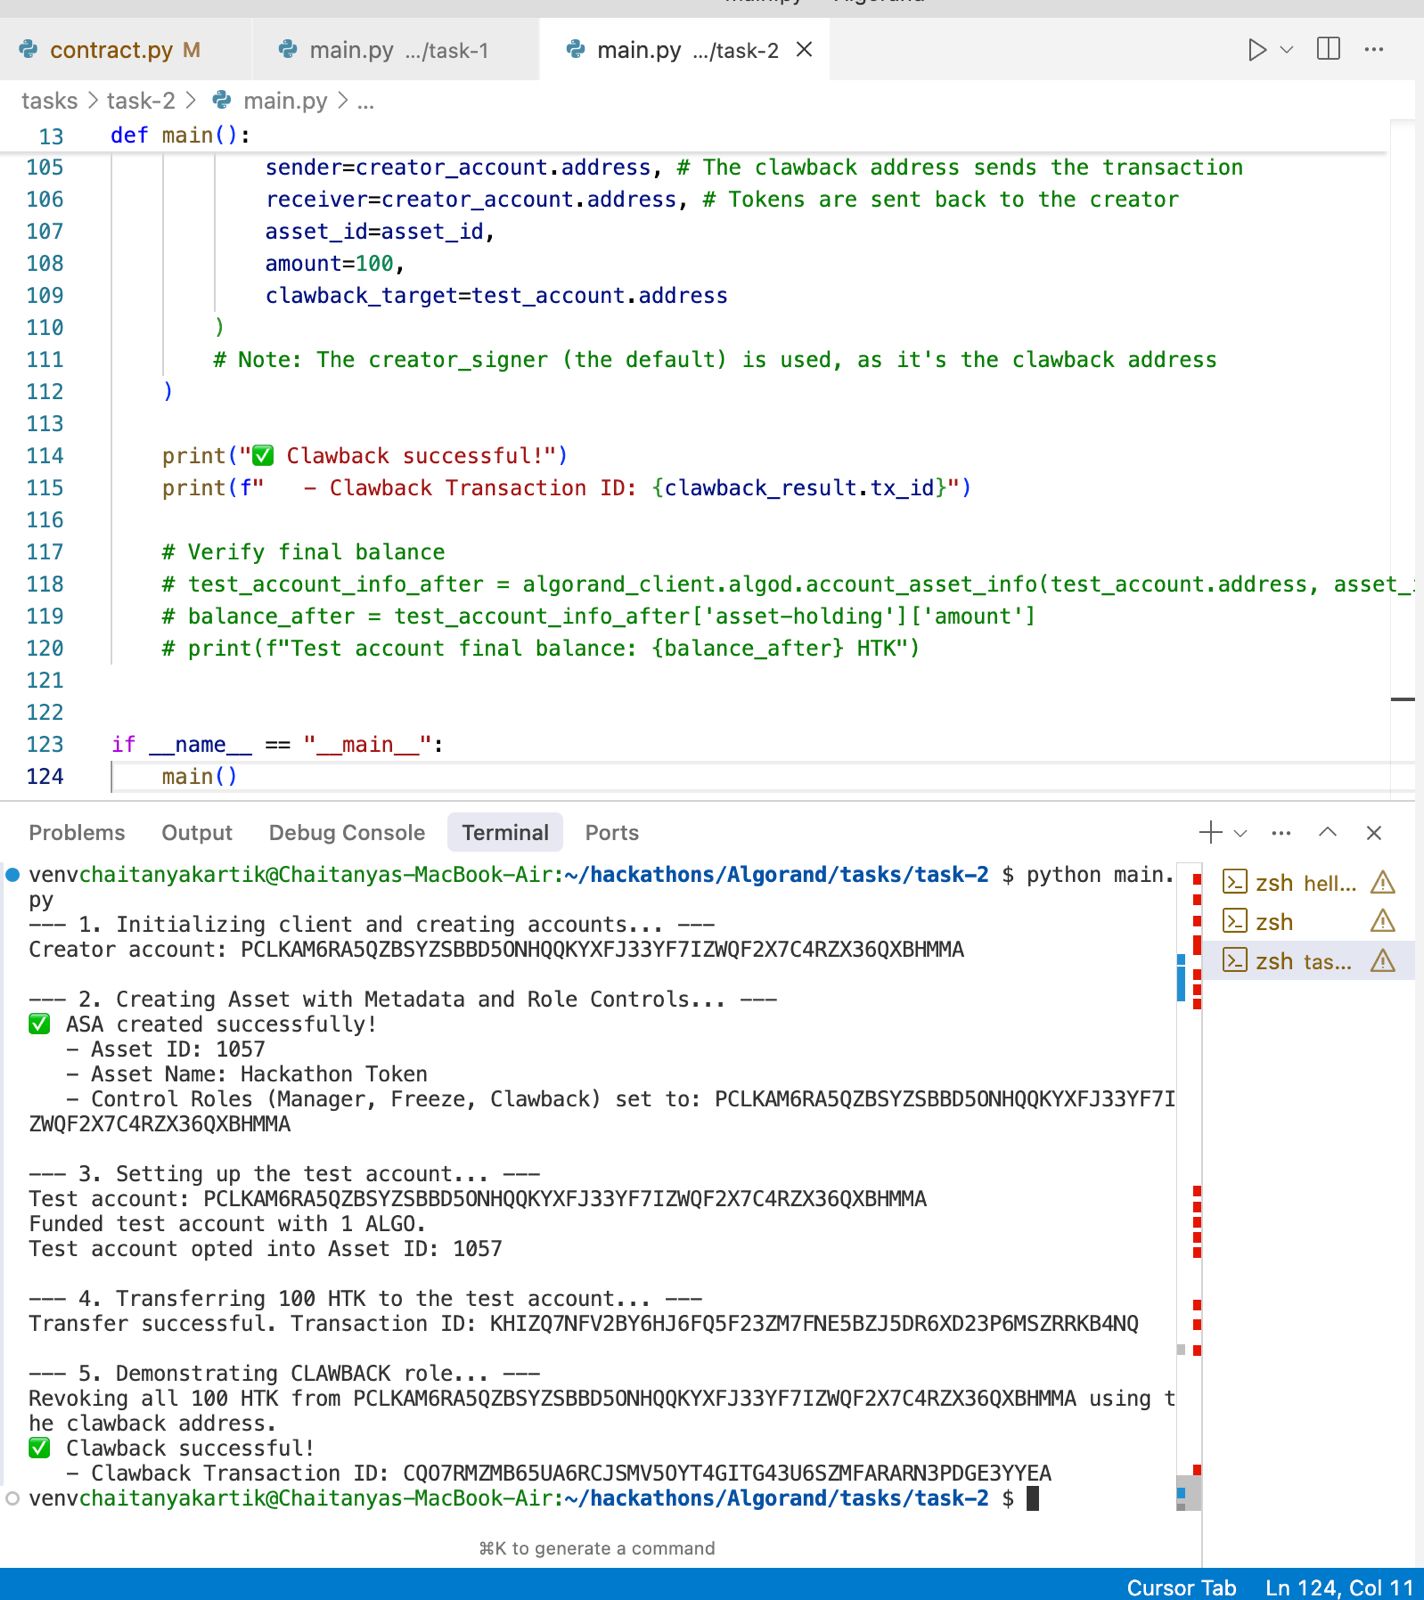 contract.py M
main.py .../task-1
main.py .../task-2
tasks > task-2 > main.py > ...
13 def main():
105 sender=creator_account.address, # The clawback address sends the transaction
106 receiver=creator_account.address, # Tokens are sent back to the creator
107 asset_id=asset_id,
108 amount=100,
109 clawback_target=test_account.address
110 )
111 # Note: The creator_signer (the default) is used, as it's the clawback address
112 )
113
114 print("✅ Clawback successful!")
115 print(f"   - Clawback Transaction ID: {clawback_result.tx_id}")
116
117 # Verify final balance
118 # test_account_info_after = algorand_client.algod.account_asset_info(test_account.address, asset_i
119 # balance_after = test_account_info_after['asset-holding']['amount']
120 # print(f"Test account final balance: {balance_after} HTK")
121
122
123 if __name__ == "__main__":
124 main()
Problems Output Debug Console Terminal Ports
venvchaitanyakartik@Chaitanyas-MacBook-Air:~/hackathons/Algorand/tasks/task-2 $ python main.
py
--- 1. Initializing client and creating accounts... ---
Creator account: PCLKAM6RA5QZBSYZSBBD5ONHQQKYXFJ33YF7IZWQF2X7C4RZX36QXBHMMA
--- 2. Creating Asset with Metadata and Role Controls... ---
✅ ASA created successfully!
- Asset ID: 1057
- Asset Name: Hackathon Token
- Control Roles (Manager, Freeze, Clawback) set to: PCLKAM6RA5QZBSYZSBBD5ONHQQKYXFJ33YF7I
ZWQF2X7C4RZX36QXBHMMA
--- 3. Setting up the test account... ---
Test account: PCLKAM6RA5QZBSYZSBBD5ONHQQKYXFJ33YF7IZWQF2X7C4RZX36QXBHMMA
Funded test account with 1 ALGO.
Test account opted into Asset ID: 1057
--- 4. Transferring 100 HTK to the test account... ---
Transfer successful. Transaction ID: KHIZQ7NFV2BY6HJ6FQ5F23ZM7FNE5BZJ5DR6XD23P6MSZRRKB4NQ
--- 5. Demonstrating CLAWBACK role... ---
Revoking all 100 HTK from PCLKAM6RA5QZBSYZSBBD5ONHQQKYXFJ33YF7IZWQF2X7C4RZX36QXBHMMA using t
he clawback address.
✅ Clawback successful!
- Clawback Transaction ID: CQO7RMZMB65UA6RCJSMV5OYT4GITG43U6SZMFARARN3PDGE3YYEA
venvchaitanyakartik@Chaitanyas-MacBook-Air:~/hackathons/Algorand/tasks/task-2 $
zsh hell...
zsh
zsh tas...
⌘K to generate a command
Cursor Tab Ln 124, Col 11